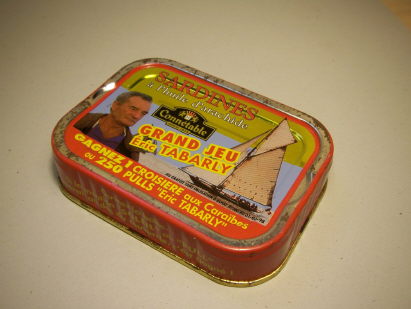 SARDINES
à l'huile d'arachide
Connétable
GRAND JEU
Eric TABARLY
GAGNEZ 1 CROISIÈRE aux Caraïbes
ou 250 PULLS "Eric TABARLY"